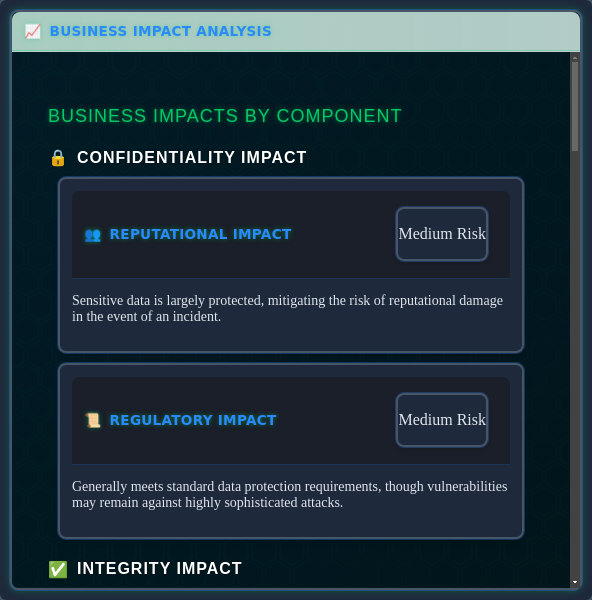 📈 BUSINESS IMPACT ANALYSIS
BUSINESS IMPACTS BY COMPONENT
🔒 CONFIDENTIALITY IMPACT
👥 REPUTATIONAL IMPACT
Medium Risk
Sensitive data is largely protected, mitigating the risk of reputational damage
in the event of an incident.
📜 REGULATORY IMPACT
Medium Risk
Generally meets standard data protection requirements, though vulnerabilities
may remain against highly sophisticated attacks.
✅ INTEGRITY IMPACT